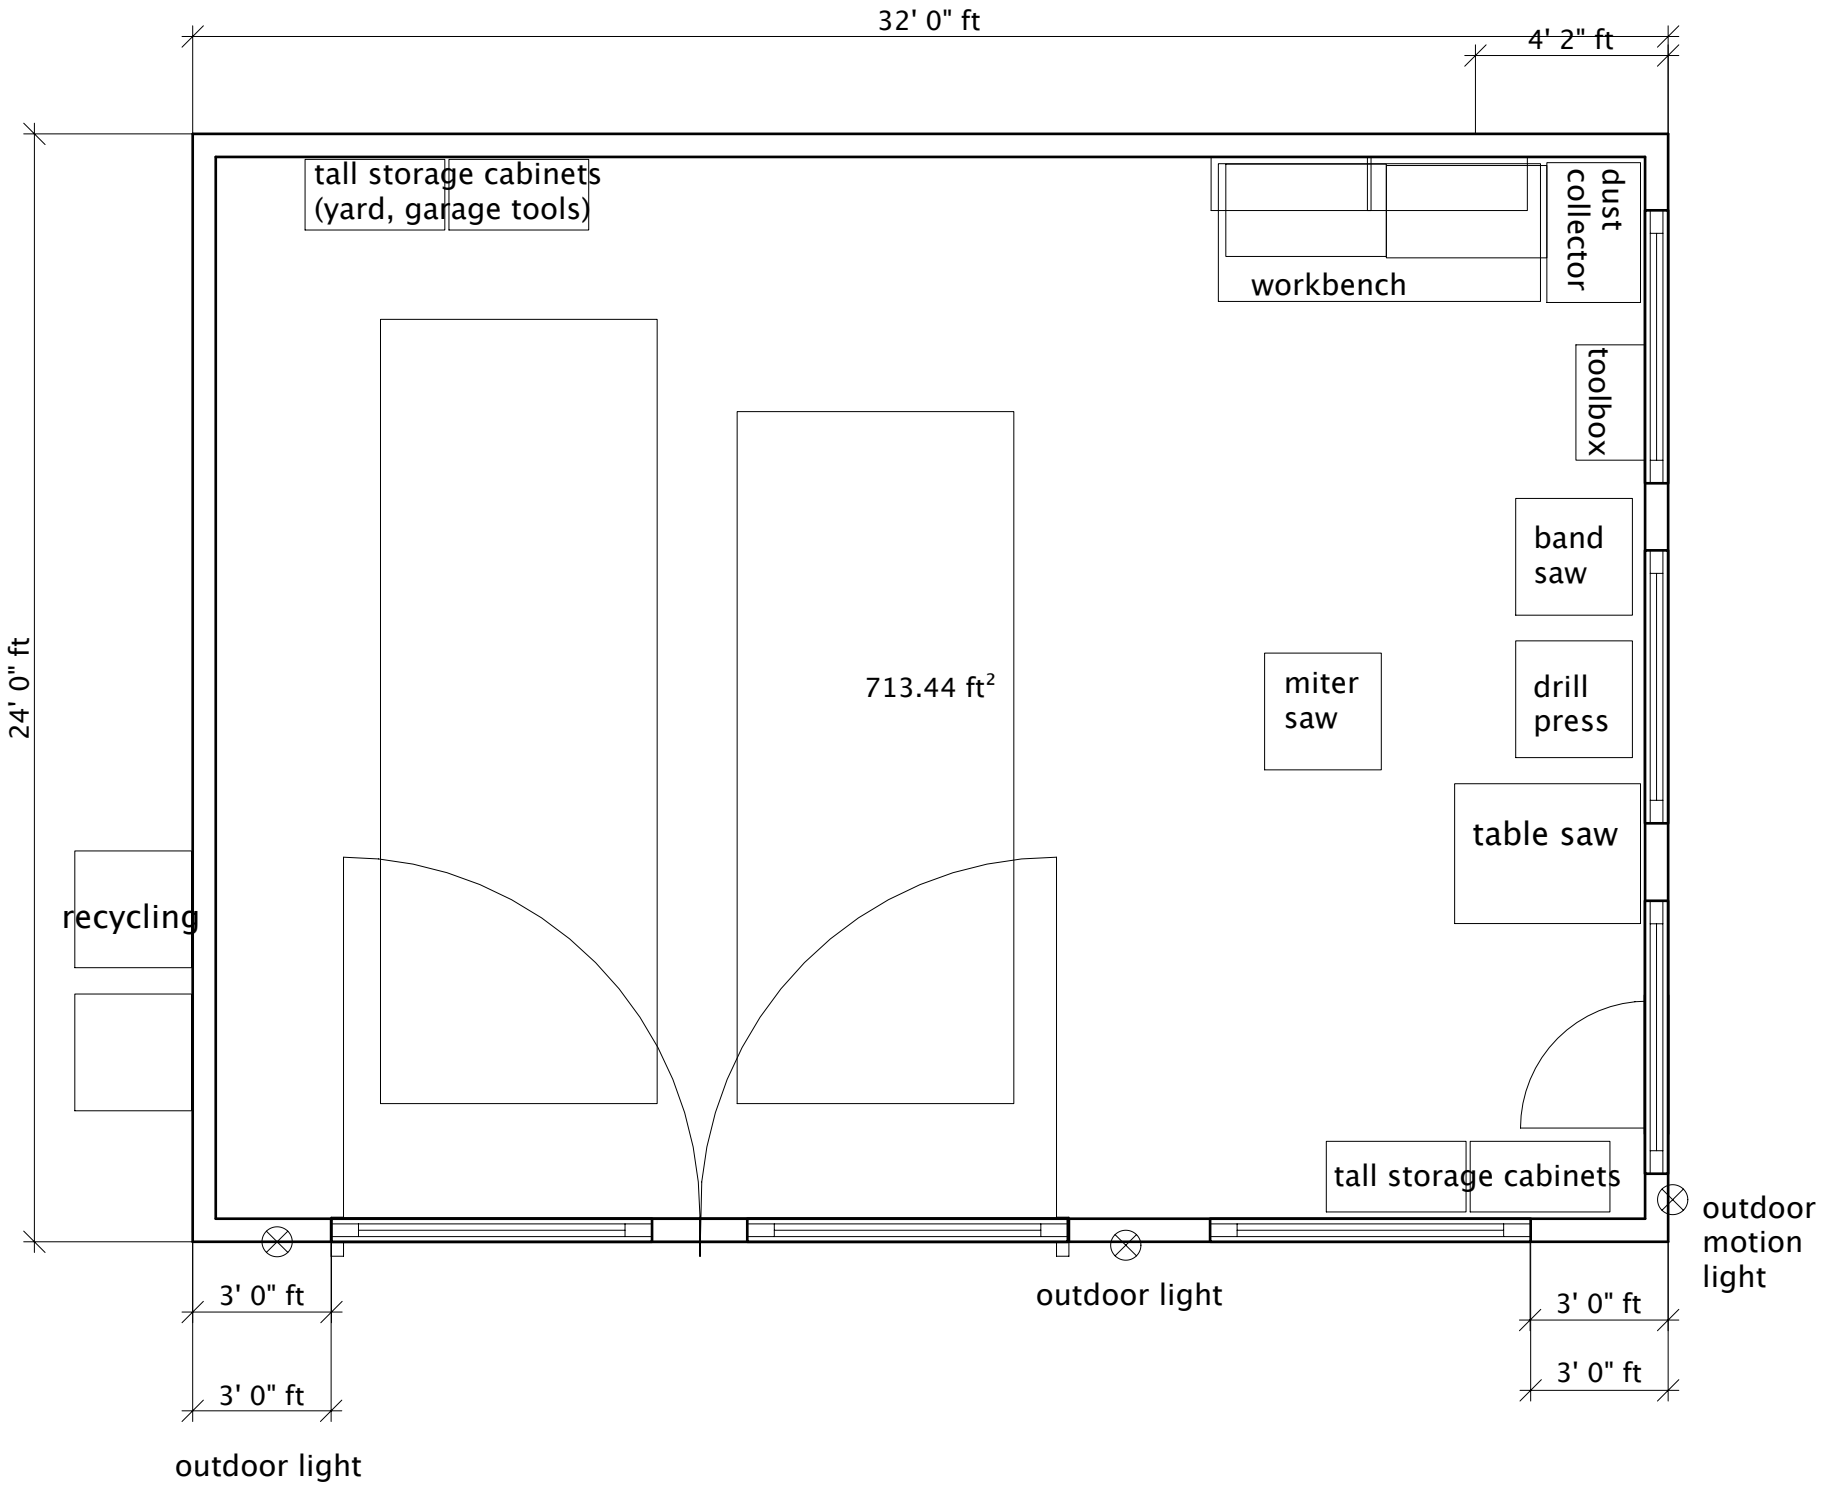 32' 0" ft
4' 2" ft
tall storage cabinets
(yard, garage tools)
dust
collector
workbench
toolbox
band
saw
24' 0" ft
713.44 ft²
miter
saw
drill
press
table saw
recycling
tall storage cabinets
outdoor
motion
light
3' 0" ft
outdoor light
3' 0" ft
3' 0" ft
3' 0" ft
outdoor light